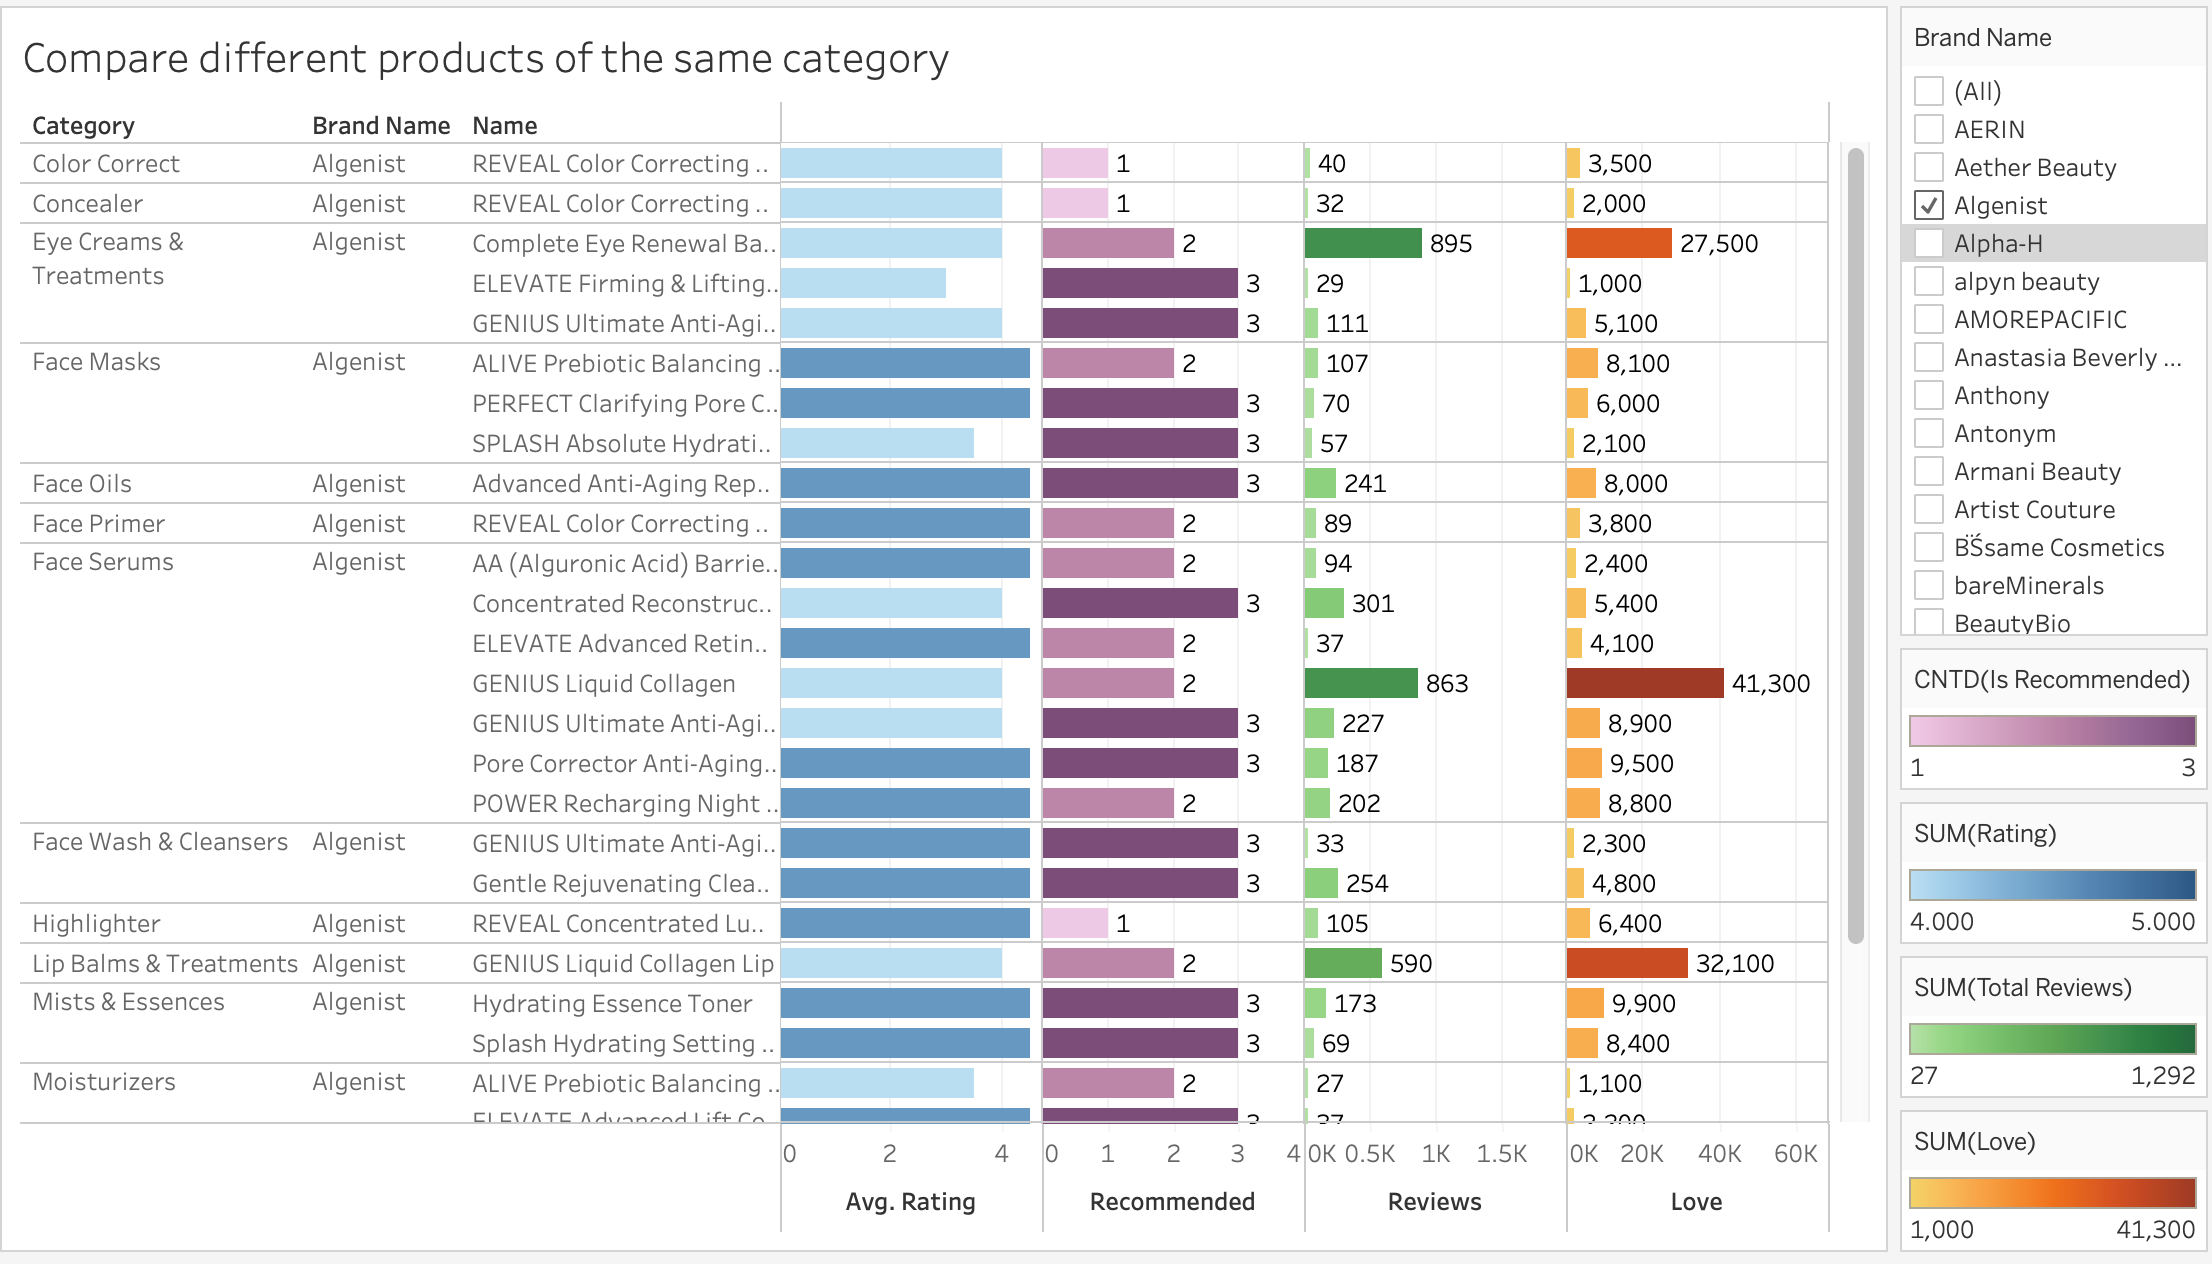 Compare different products of the same category
Category Brand Name Name
Color Correct Algenist REVEAL Color Correcting .. 1 40 3,500
Concealer Algenist REVEAL Color Correcting .. 1 32 2,000
Eye Creams & Algenist Complete Eye Renewal Ba.. 2 895 27,500
Treatments
ELEVATE Firming & Lifting.. 3 29 1,000
GENIUS Ultimate Anti-Agi.. 3 111 5,100
Face Masks Algenist ALIVE Prebiotic Balancing .. 2 107 8,100
PERFECT Clarifying Pore C.. 3 70 6,000
SPLASH Absolute Hydrati.. 3 57 2,100
Face Oils Algenist Advanced Anti-Aging Rep.. 3 241 8,000
Face Primer Algenist REVEAL Color Correcting .. 2 89 3,800
Face Serums Algenist AA (Alguronic Acid) Barrie.. 2 94 2,400
Concentrated Reconstruc.. 3 301 5,400
ELEVATE Advanced Retin.. 2 37 4,100
GENIUS Liquid Collagen 2 863 41,300
GENIUS Ultimate Anti-Agi.. 3 227 8,900
Pore Corrector Anti-Aging.. 3 187 9,500
POWER Recharging Night .. 2 202 8,800
Face Wash & Cleansers Algenist GENIUS Ultimate Anti-Agi.. 3 33 2,300
Gentle Rejuvenating Clea.. 3 254 4,800
Highlighter Algenist REVEAL Concentrated Lu.. 1 105 6,400
Lip Balms & Treatments Algenist GENIUS Liquid Collagen Lip 2 590 32,100
Mists & Essences Algenist Hydrating Essence Toner 3 173 9,900
Splash Hydrating Setting .. 3 69 8,400
Moisturizers Algenist ALIVE Prebiotic Balancing .. 2 27 1,100
ELEVATE Advanced Lift Co.. 3 37
0 2 4 0 1 2 3 4 0K 0.5K 1K 1.5K 0K 20K 40K 60K
Avg. Rating Recommended Reviews Love
Brand Name
(All)
AERIN
Aether Beauty
Algenist
Alpha-H
alpyn beauty
AMOREPACIFIC
Anastasia Beverly ...
Anthony
Antonym
Armani Beauty
Artist Couture
Cosmetics
bareMinerals
BeautyBio
CNTD(Is Recommended)
1 3
SUM(Rating)
4.000 5.000
SUM(Total Reviews)
27 1,292
SUM(Love)
1,000 41,300